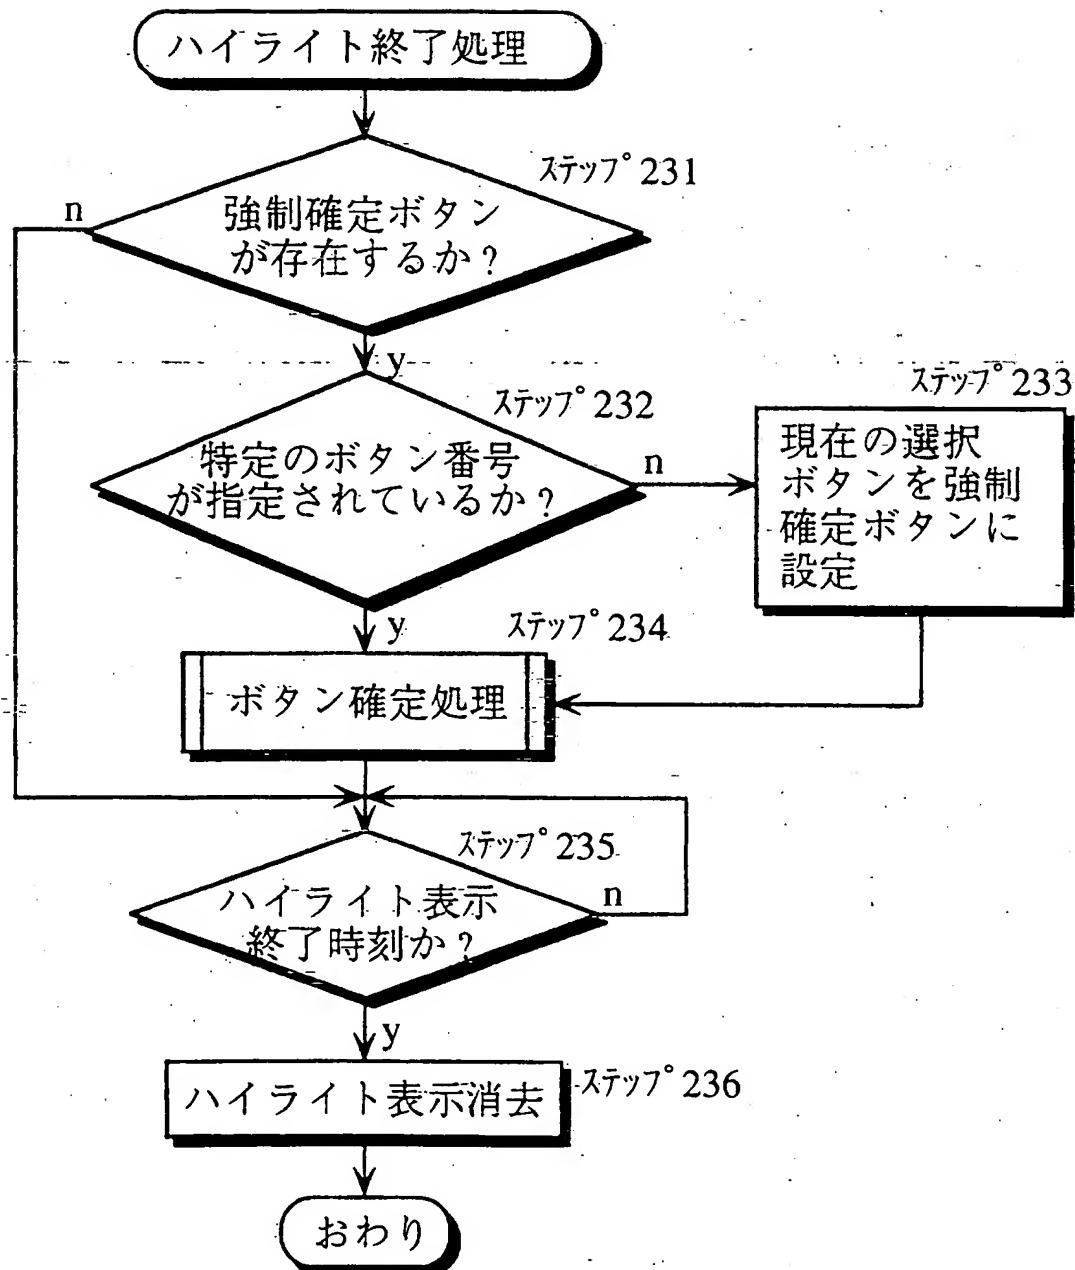 ハイライト終了処理
ステップ231
強制確定ボタン
が存在するか？
n
y
ステップ232
特定のボタン番号
が指定されているか？
n
ステップ233
現在の選択
ボタンを強制
確定ボタンに
設定
y
ステップ234
ボタン確定処理
ステップ235
ハイライト表示
終了時刻か？
n
y
ハイライト表示消去
ステップ236
おわり